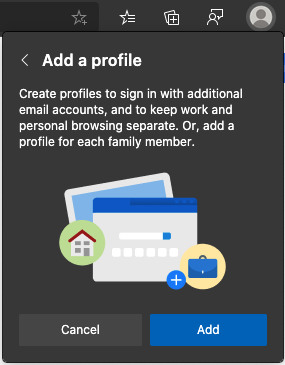 Add a profile
Create profiles to sign in with additional
email accounts, and to keep work and
personal browsing separate. Or, add a
profile for each family member.
Cancel
Add